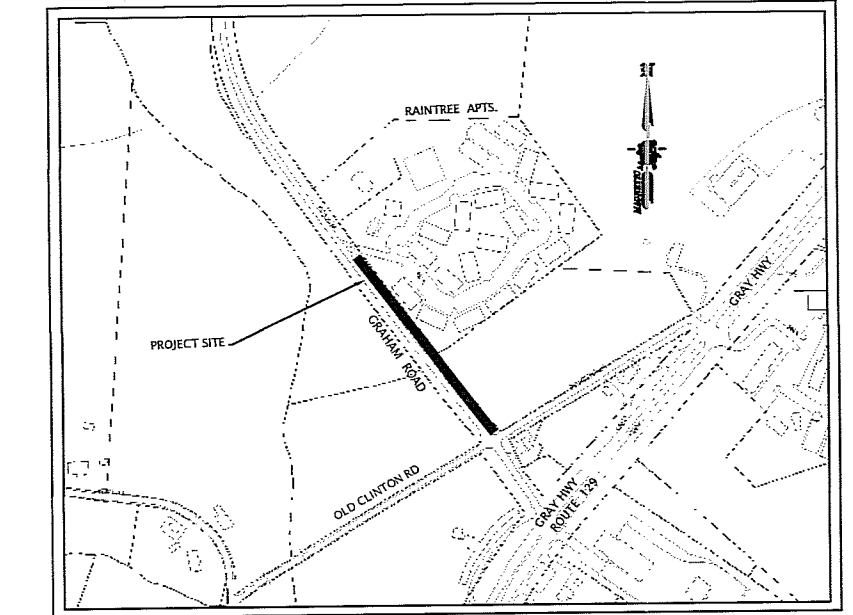 RAINTREE APTS.
GRAY HWY
PROJECT SITE
GRAHAM ROAD
OLD CLINTON RD
GRAY HWY
ROUTE 129